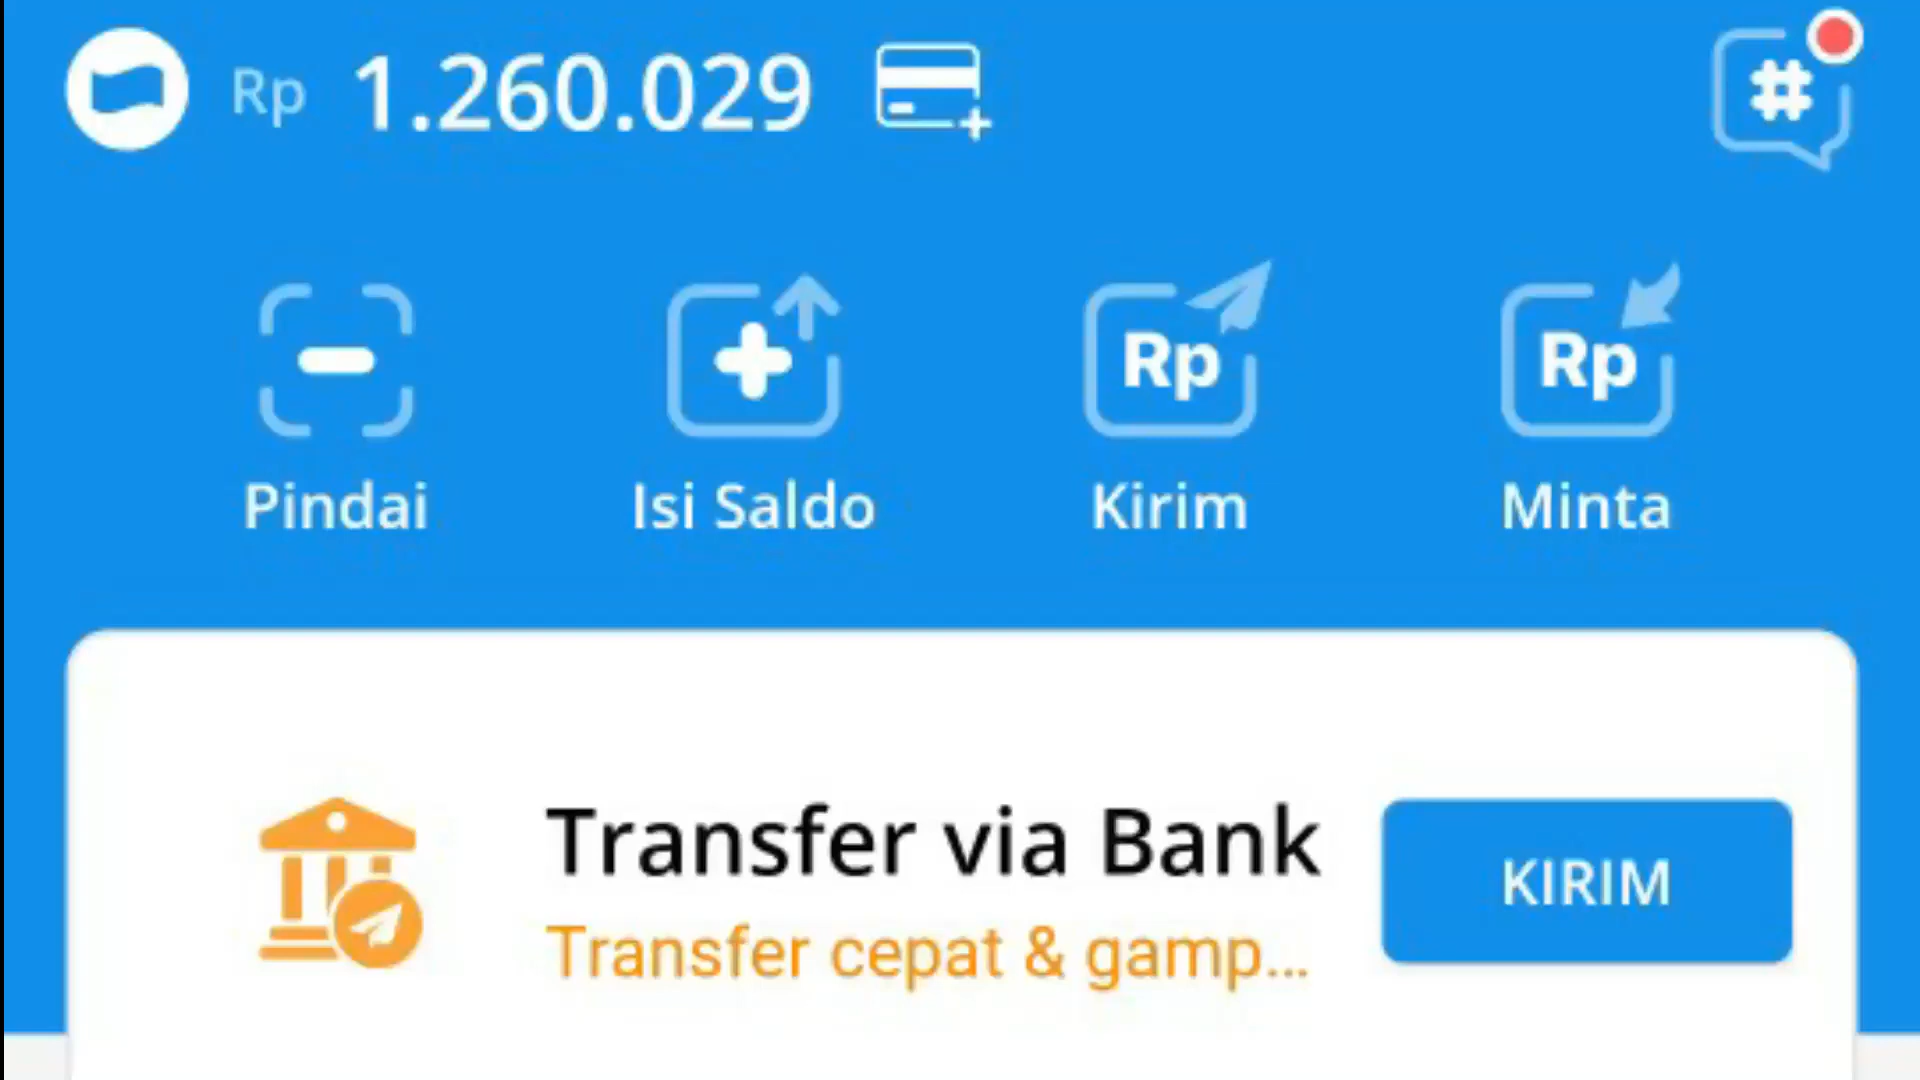 Rp 1.260.029
#
Rp
Rp
Pindai
Isi Saldo
Kirim
Minta
Transfer via Bank
KIRIM
Transfer cepat & gamp...